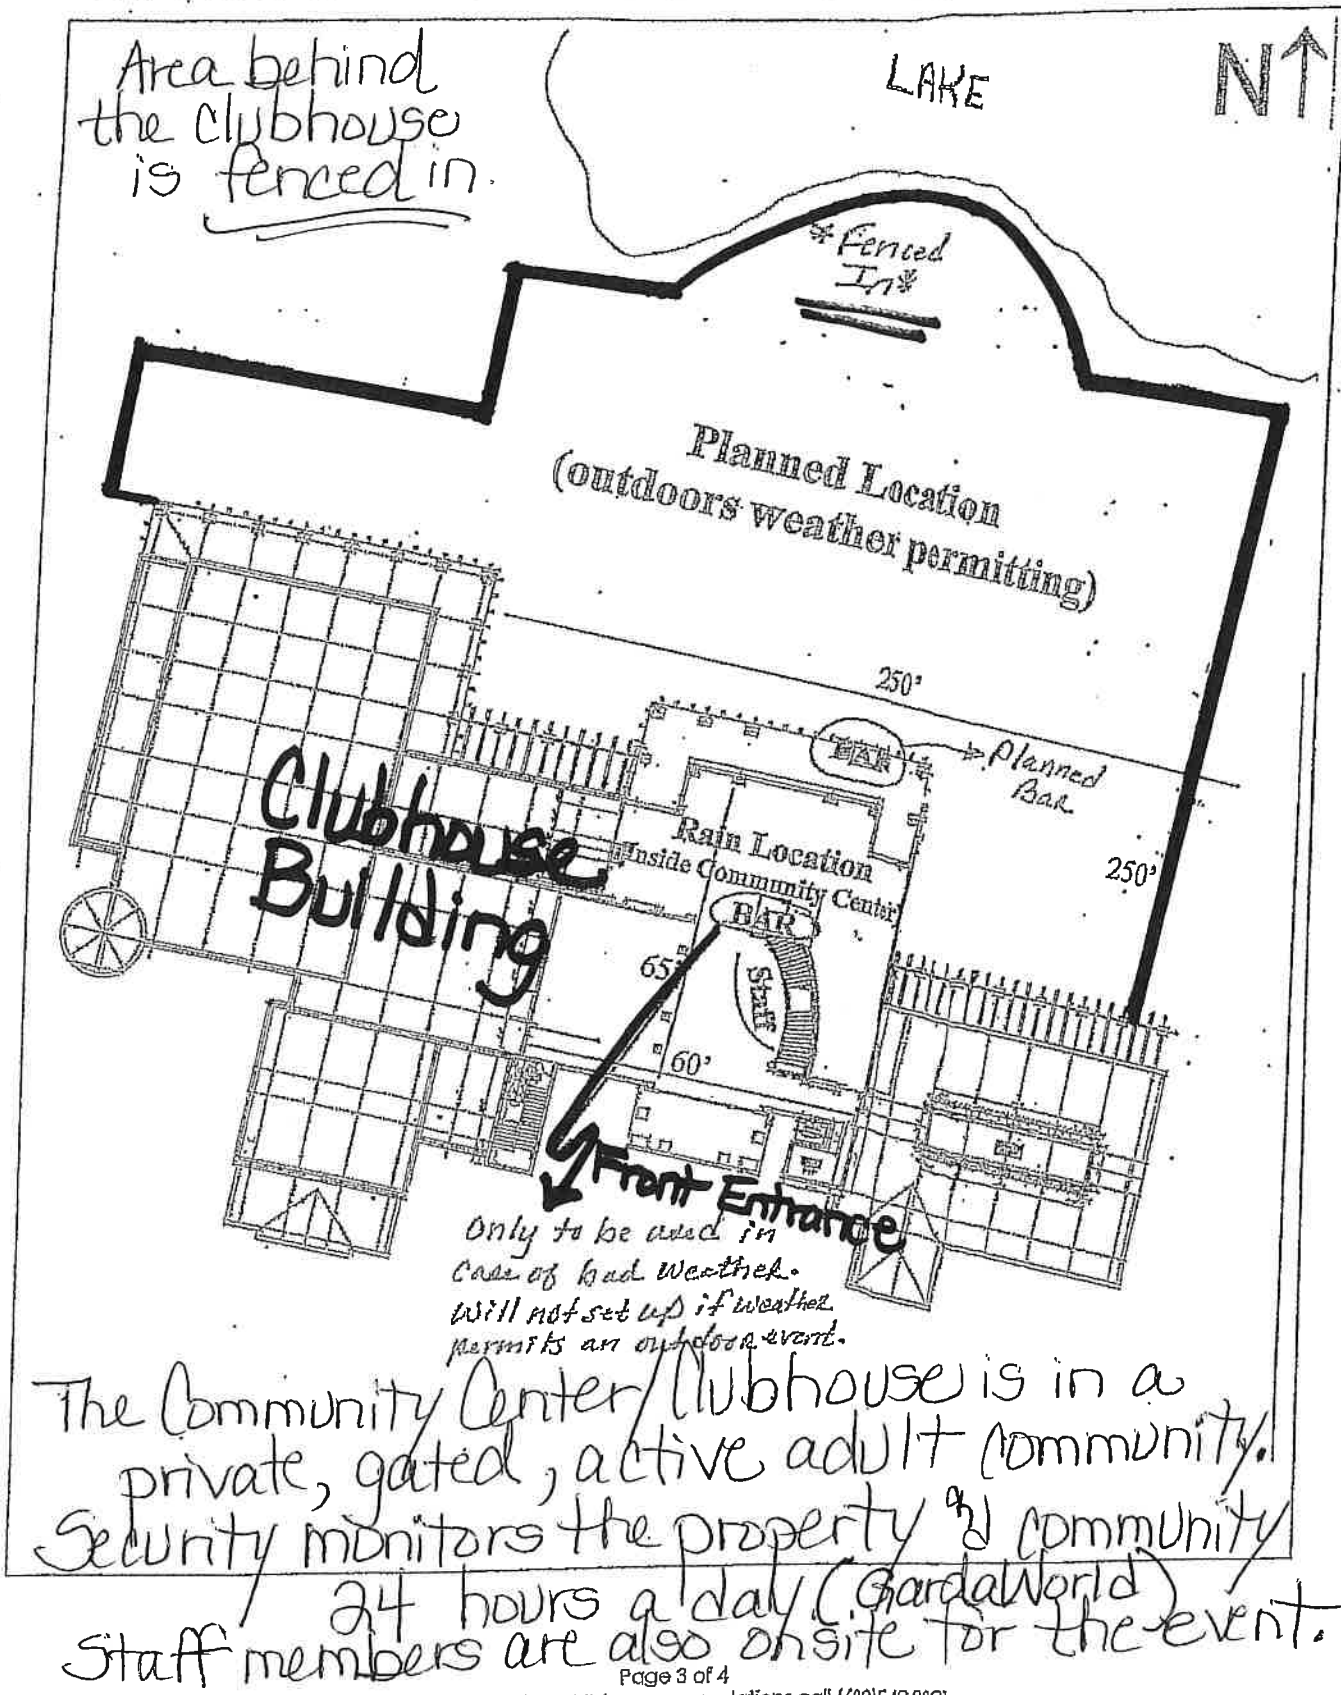 Area behind
the Clubhouse
is fenced in.
LAKE
N
*Fenced
In*
Planned Location
(outdoors weather permitting)
250'
BAR
Planned
Bar
250'
Clubhouse
Building
Rain Location
(Inside Community Center)
BAR
Staff
65'
60'
Front Entrance
Only to be used in
case of bad weather.
Will not set up if weather
permits an outdoor event.
The Community Center/Clubhouse is in a
private, gated, active adult community.
Security monitors the property and community
24 hours a day (GardaWorld)
Staff members are also onsite for the event.
Page 3 of 4